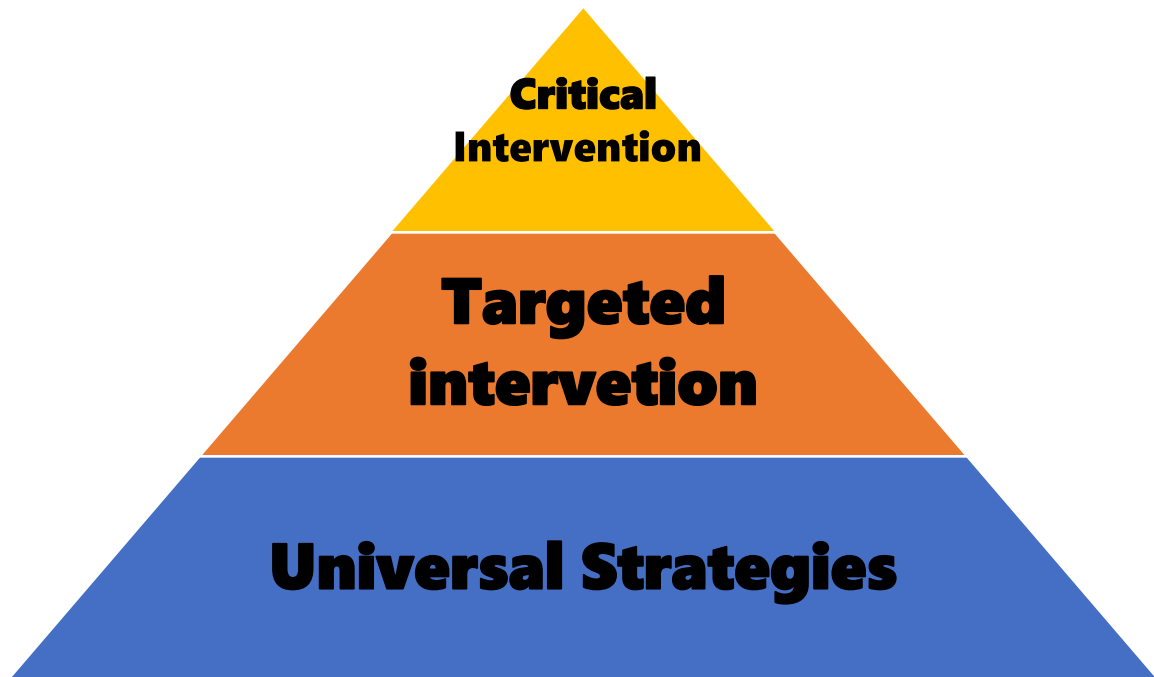 Critical
Intervention
Targeted
intervetion
Universal Strategies